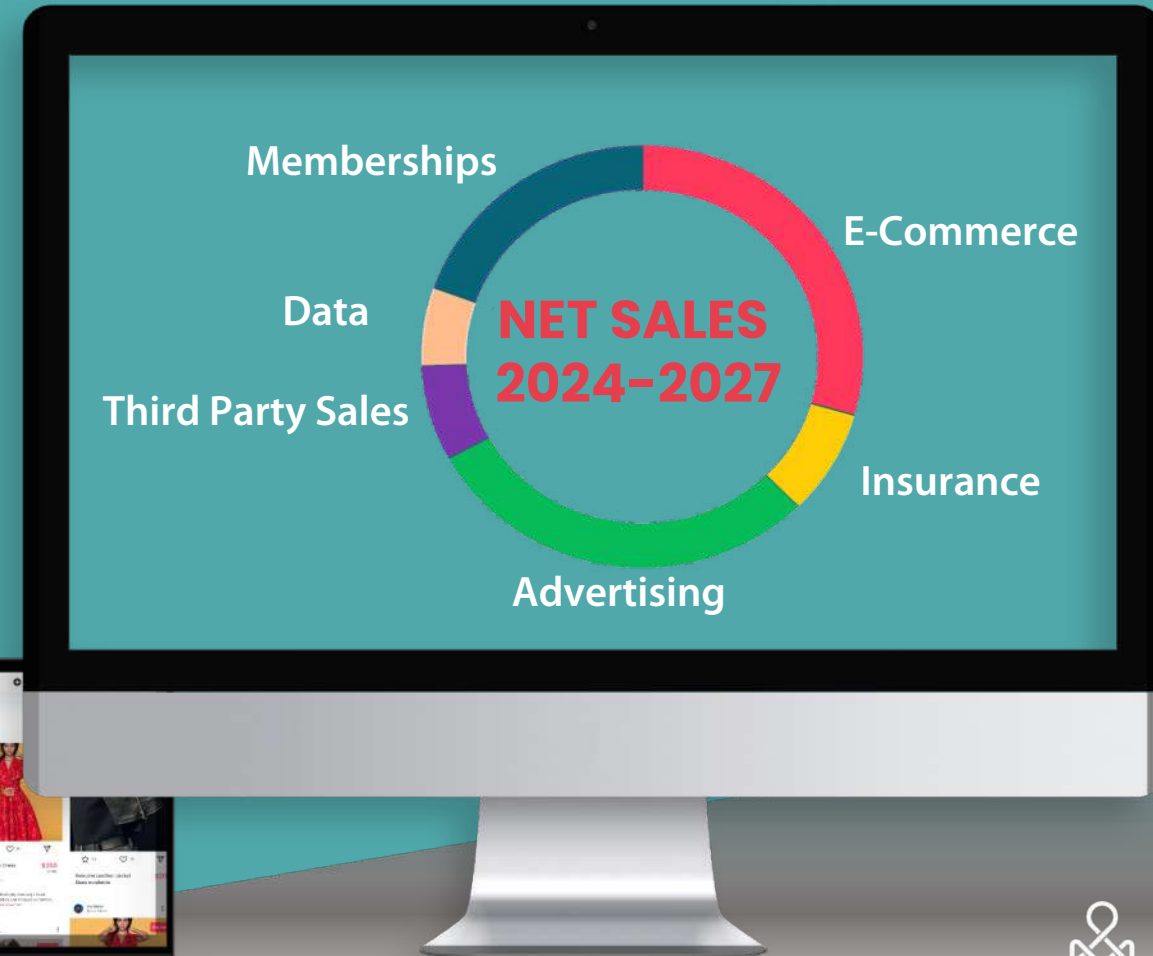 Memberships
E-Commerce
Data
NET SALES
2024-2027
Third Party Sales
Insurance
Advertising